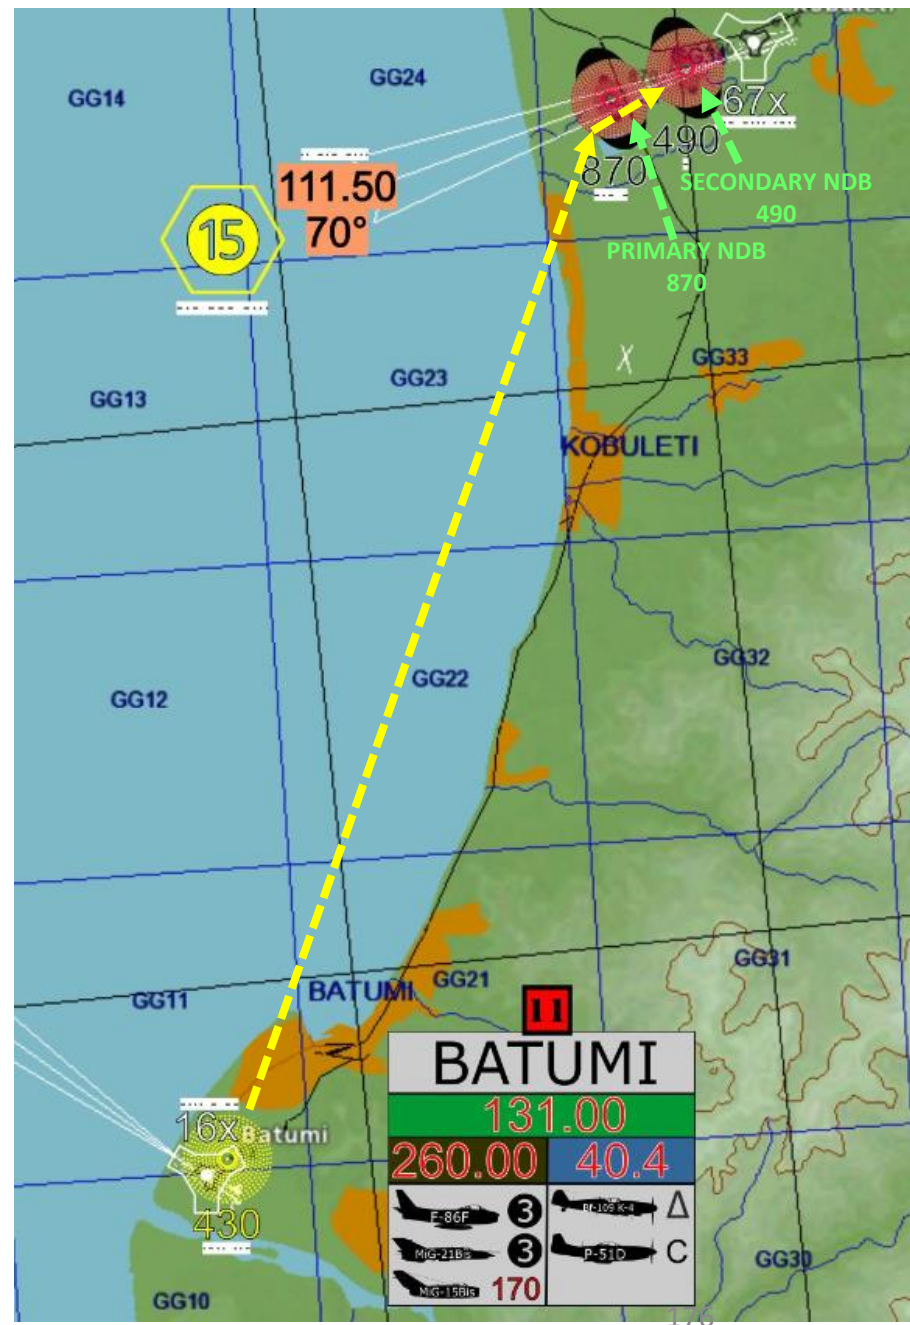 Kobuleti
GG14
GG24
67x
490
870
111.50
70°
15
SECONDARY NDB
490
PRIMARY NDB
870
GG13
GG23
GG33
KOBULETI
GG12
GG22
GG32
GG11
BATUMI
GG21
GG31
11
BATUMI
131.00
260.00
40.4
F-86F
3
Bf-109 K-4
Δ
MiG-21Bis
3
P-51D
C
MiG-15Bis
170
16x
Batumi
430
GG10
GG30